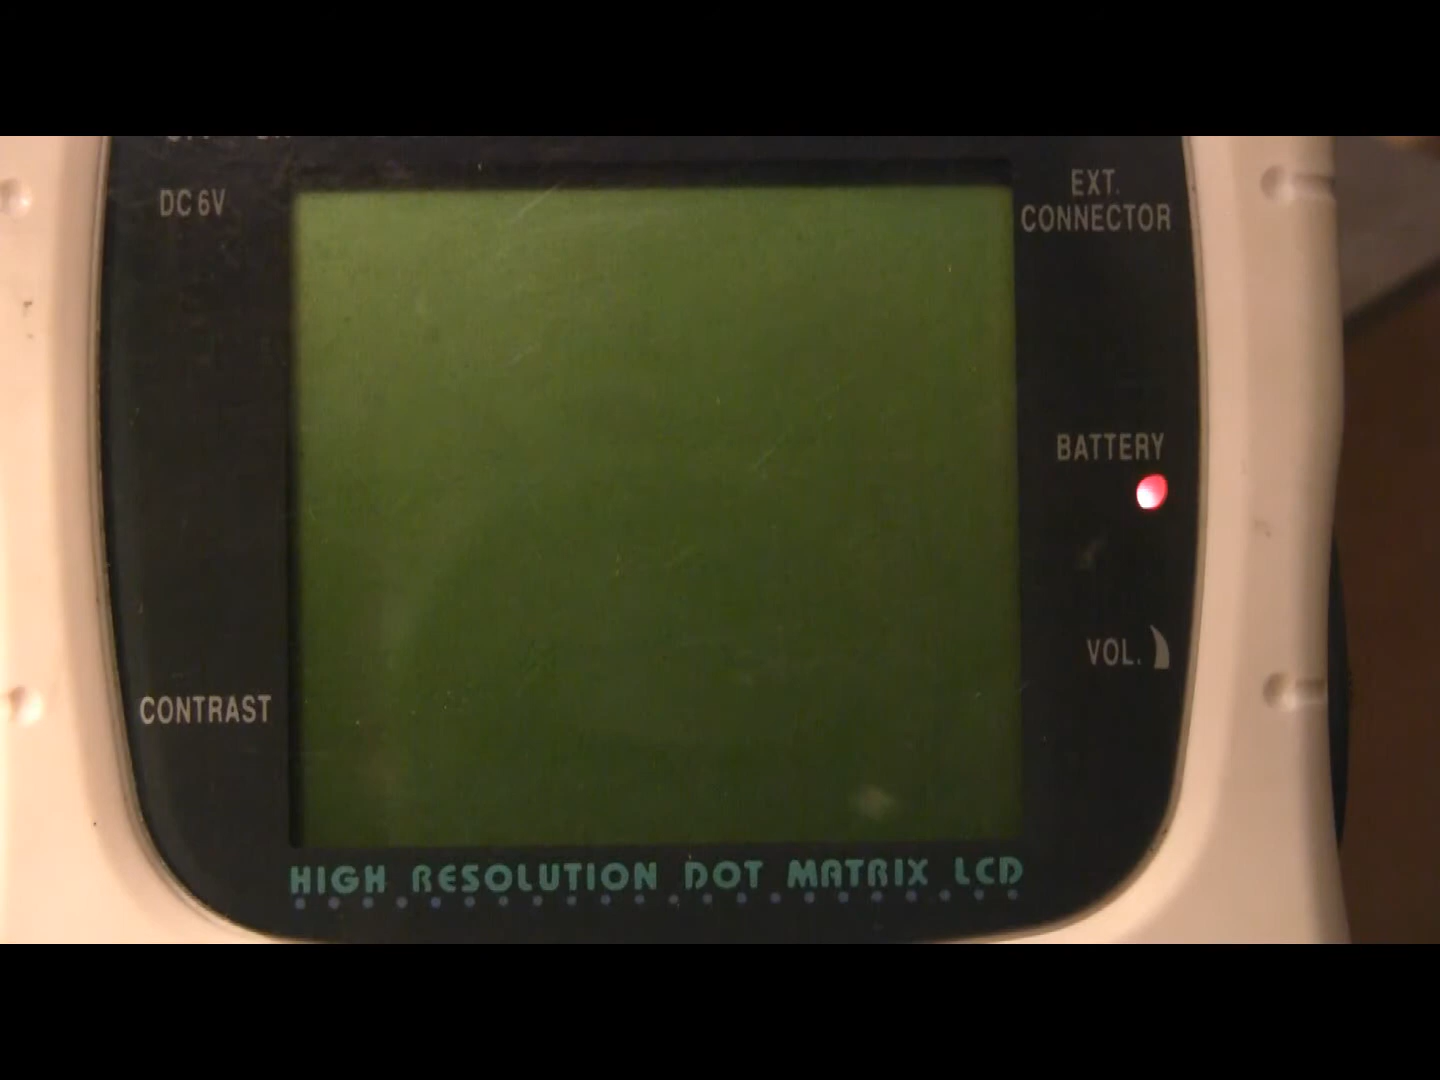 DC 6V
EXT.
CONNECTOR
BATTERY
VOL.
CONTRAST
HIGH RESOLUTION DOT MATRIX LCD